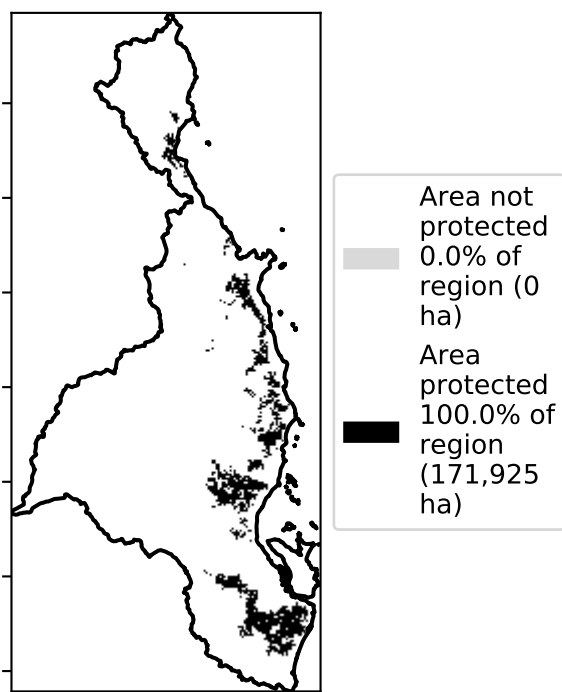 Area not
protected
0.0% of
region (0
ha)
Area
protected
100.0% of
region
(171,925
ha)